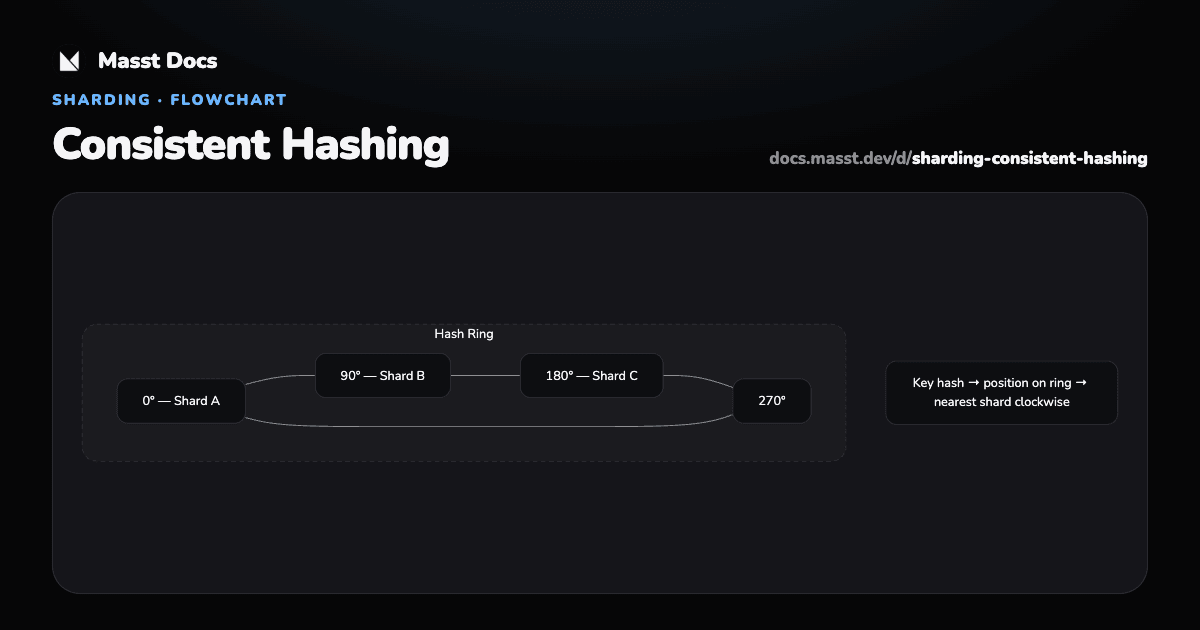 Masst Docs
SHARDING · FLOWCHART
Consistent Hashing
docs.masst.dev/d/sharding-consistent-hashing
Hash Ring
0° — Shard A
90° — Shard B
180° — Shard C
270°
Key hash → position on ring →
nearest shard clockwise